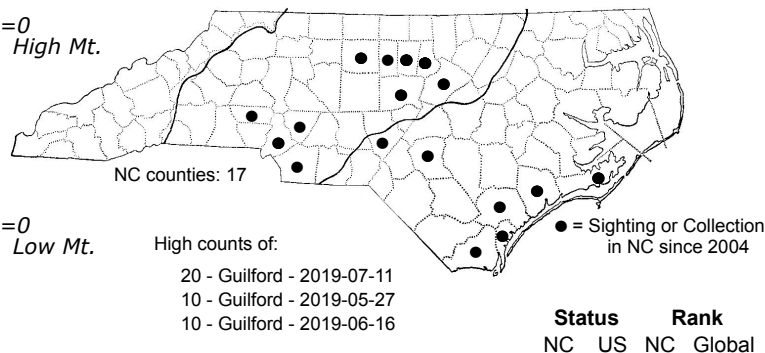 =0
High Mt.
NC counties: 17
=0
Low Mt.
High counts of:
20 - Guilford - 2019-07-11
10 - Guilford - 2019-05-27
10 - Guilford - 2019-06-16
● = Sighting or Collection
in NC since 2004
Status Rank
NC US NC Global